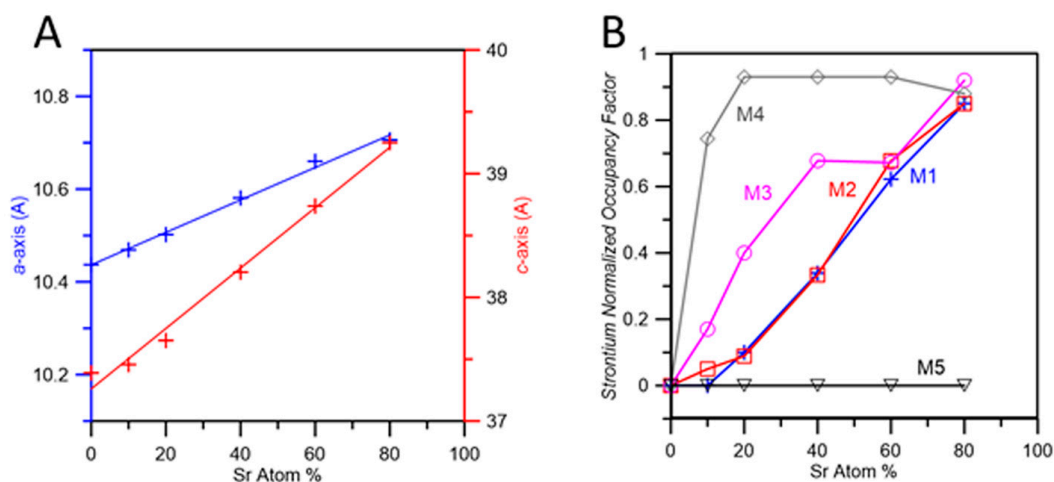 A
B
10.8
10.6
10.4
10.2
a-axis (A)
40
39
38
37
c-axis (A)
0
20
40
60
80
100
Sr Atom %
1
0.8
0.6
0.4
0.2
0
Strontium Normalized Occupancy Factor
M4
M3
M2
M1
M5
0
20
40
60
80
100
Sr Atom %